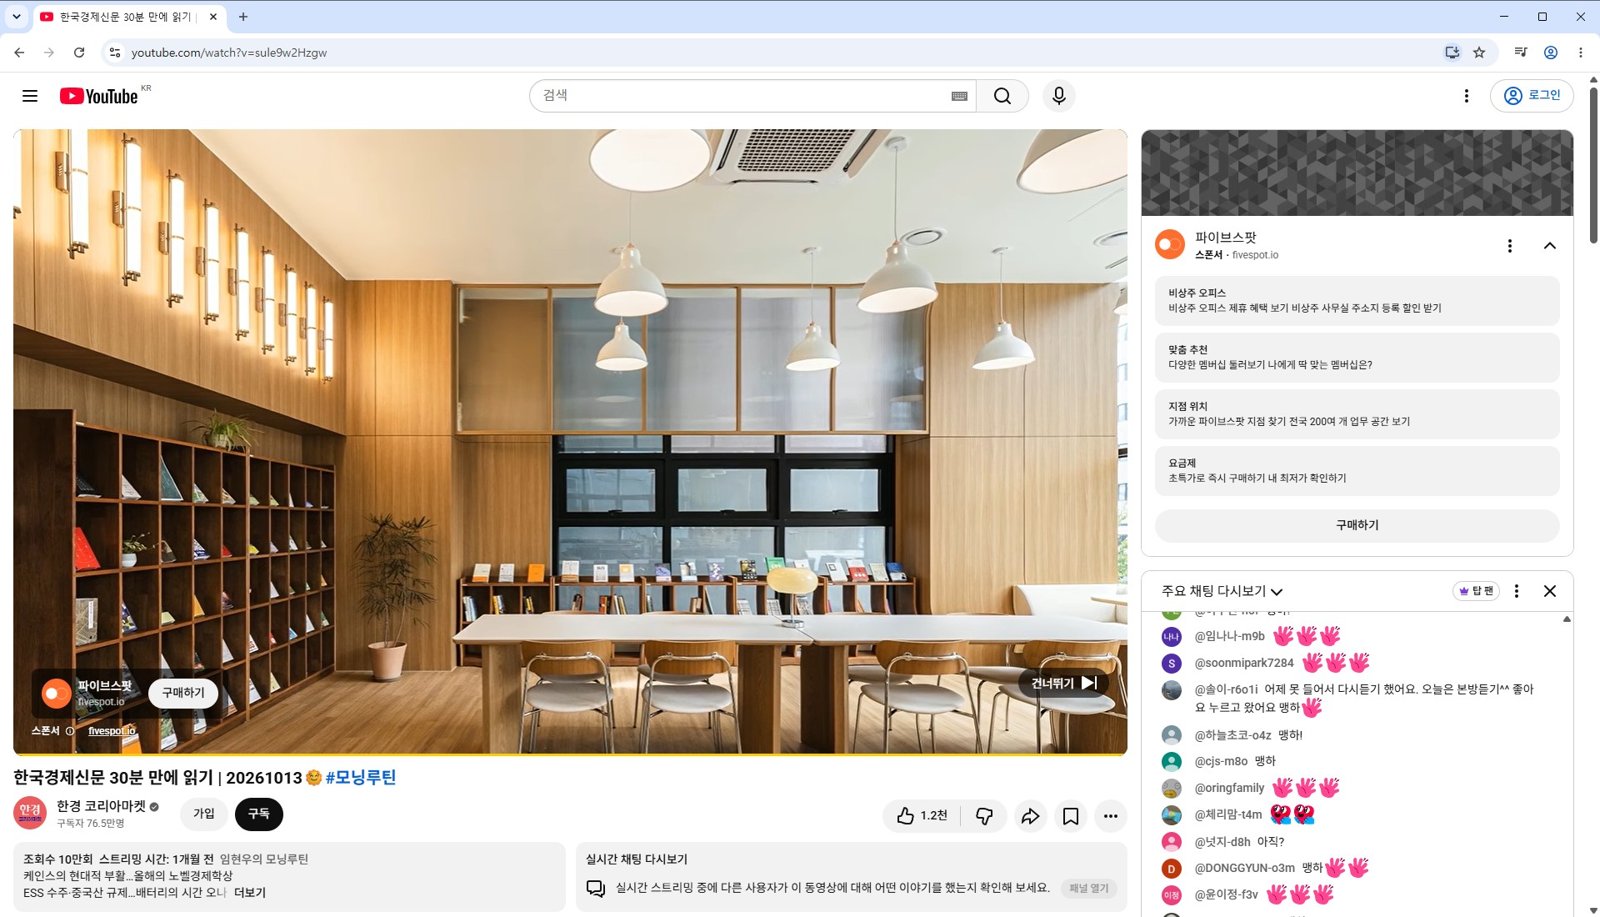 한국경제신문 30분 만에 읽기 |
youtube.com/watch?v=sule9w2Hzgw
YouTube KR
검색
로그인
파이브스팟
fivespot.io
구매하기
스폰서
fivespot.io
건너뛰기
한국경제신문 30분 만에 읽기 | 20261013🌞 #모닝루틴
한경
코리아마켓
한경 코리아마켓
구독자 76.5만명
가입
구독
1.2천
조회수 10만회 스트리밍 시간: 1개월 전 임현우의 모닝루틴
케인스의 현대적 부활...올해의 노벨경제학상
ESS 수주·중국산 규제...배터리의 시간 오나 더보기
실시간 채팅 다시보기
실시간 스트리밍 중에 다른 사용자가 이 동영상에 대해 어떤 이야기를 했는지 확인해 보세요.
패널 열기
파이브스팟
스폰서 · fivespot.io
비상주 오피스
비상주 오피스 제휴 혜택 보기 비상주 사무실 주소지 등록 할인 받기
맞춤 추천
다양한 멤버십 둘러보기 나에게 딱 맞는 멤버십은?
지점 위치
가까운 파이브스팟 지점 찾기 전국 200여 개 업무 공간 보기
요금제
초특가로 즉시 구매하기 내 최저가 확인하기
구매하기
주요 채팅 다시보기
탑 팬
나나 @임나나-m9b
S @soonmipark7284
@솔이-r6o1i 어제 못 들어서 다시듣기 했어요. 오늘은 본방듣기^^ 좋아
요 누르고 왔어요 맹하
@하늘초코-o4z 맹하!
@cjs-m8o 맹하
@oringfamily
@체리맘-t4m
@넛지-d8h 아직?
D @DONGGYUN-o3m 맹하
이정 @윤이정-f3v